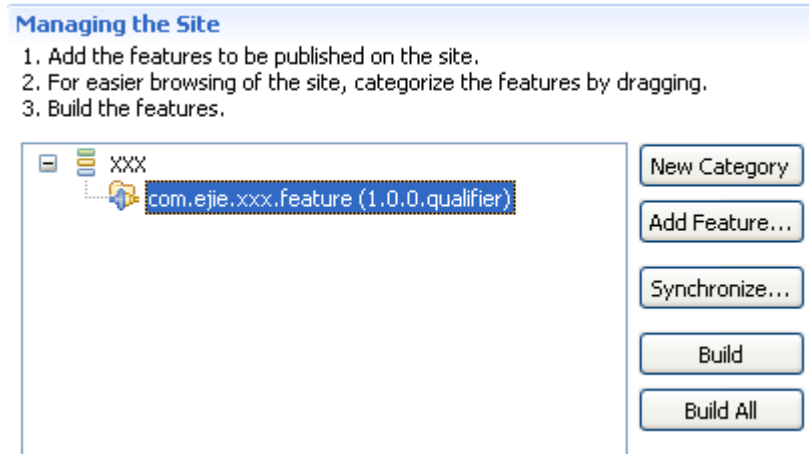 Managing the Site
1. Add the features to be published on the site.
2. For easier browsing of the site, categorize the features by dragging.
3. Build the features.
xxx
com.ejie.xxx.feature (1.0.0.qualifier)
New Category
Add Feature...
Synchronize...
Build
Build All